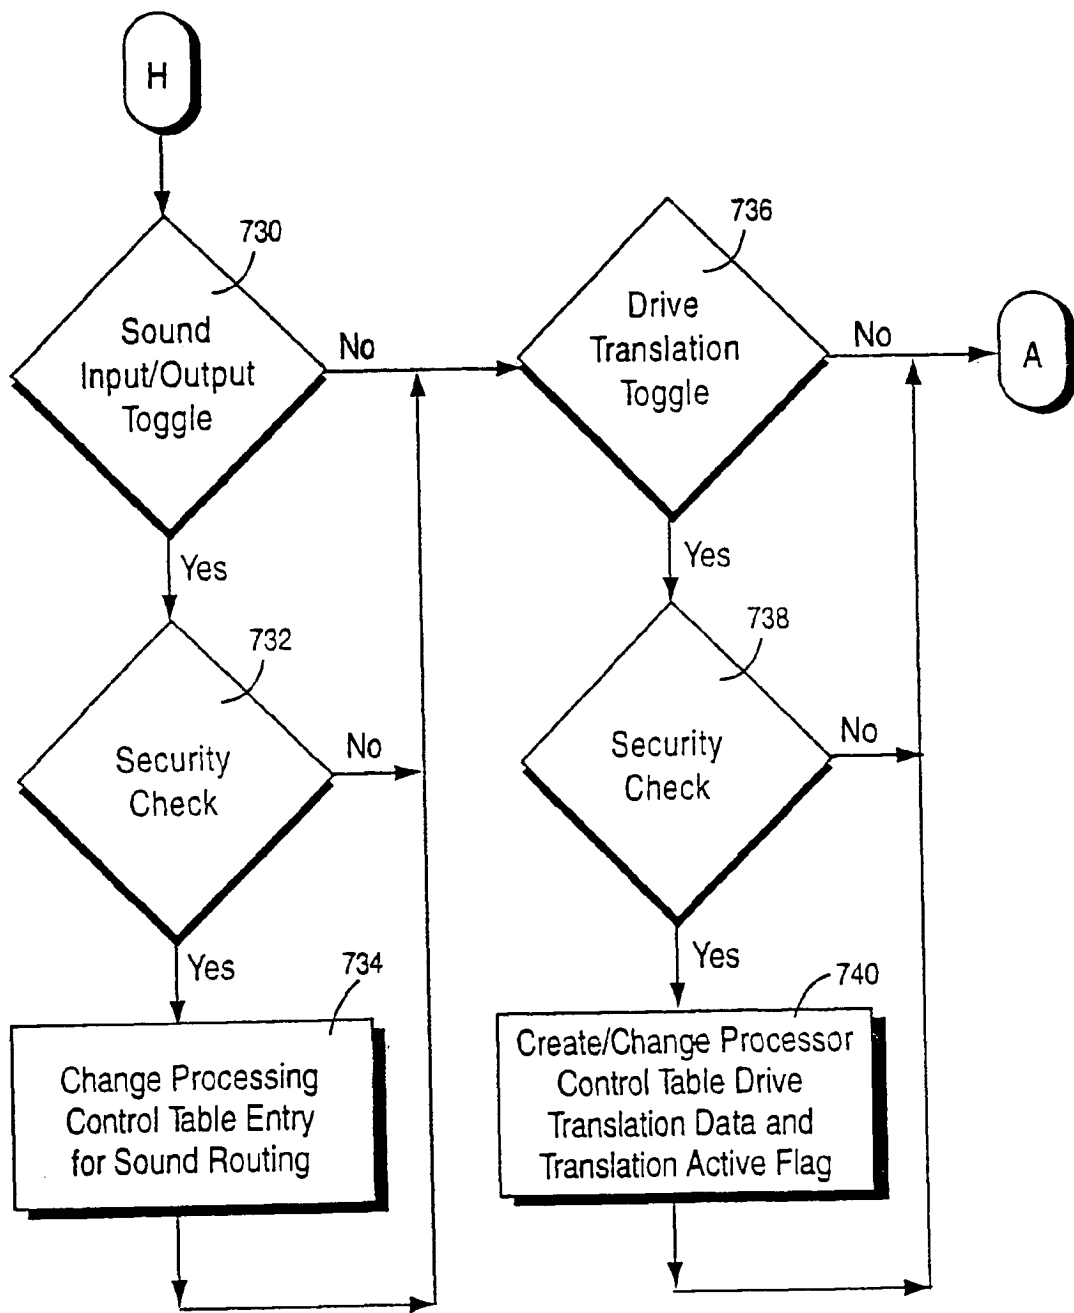 H
730
Sound
Input/Output
Toggle
No
Yes
732
Security
Check
No
Yes
734
Change Processing
Control Table Entry
for Sound Routing
736
Drive
Translation
Toggle
No
A
Yes
738
Security
Check
No
Yes
740
Create/Change Processor
Control Table Drive
Translation Data and
Translation Active Flag